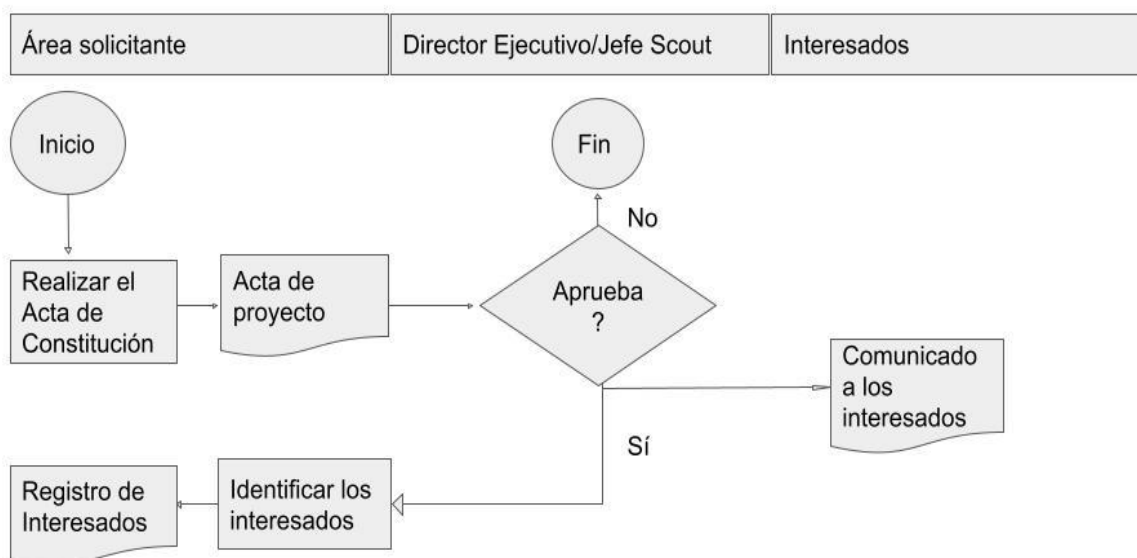 Área solicitante
Director Ejecutivo/Jefe Scout
Interesados
Inicio
Fin
No
Realizar el
Acta de
Constitución
Acta de
proyecto
Aprueba
?
Comunicado
a los
interesados
Sí
Registro de
Interesados
Identificar los
interesados